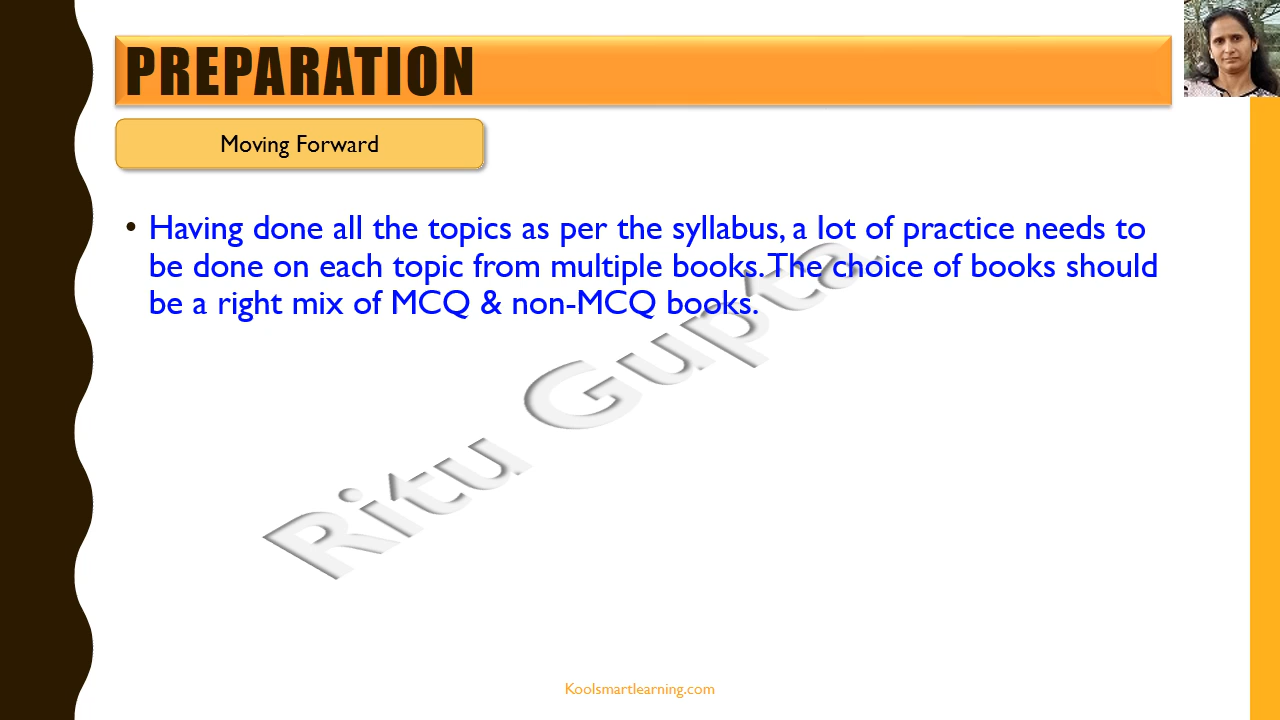 PREPARATION
Moving Forward
• Having done all the topics as per the syllabus, a lot of practice needs to
be done on each topic from multiple books. The choice of books should
be a right mix of MCQ & non-MCQ books.
Ritu Gupta
Koolsmartlearning.com